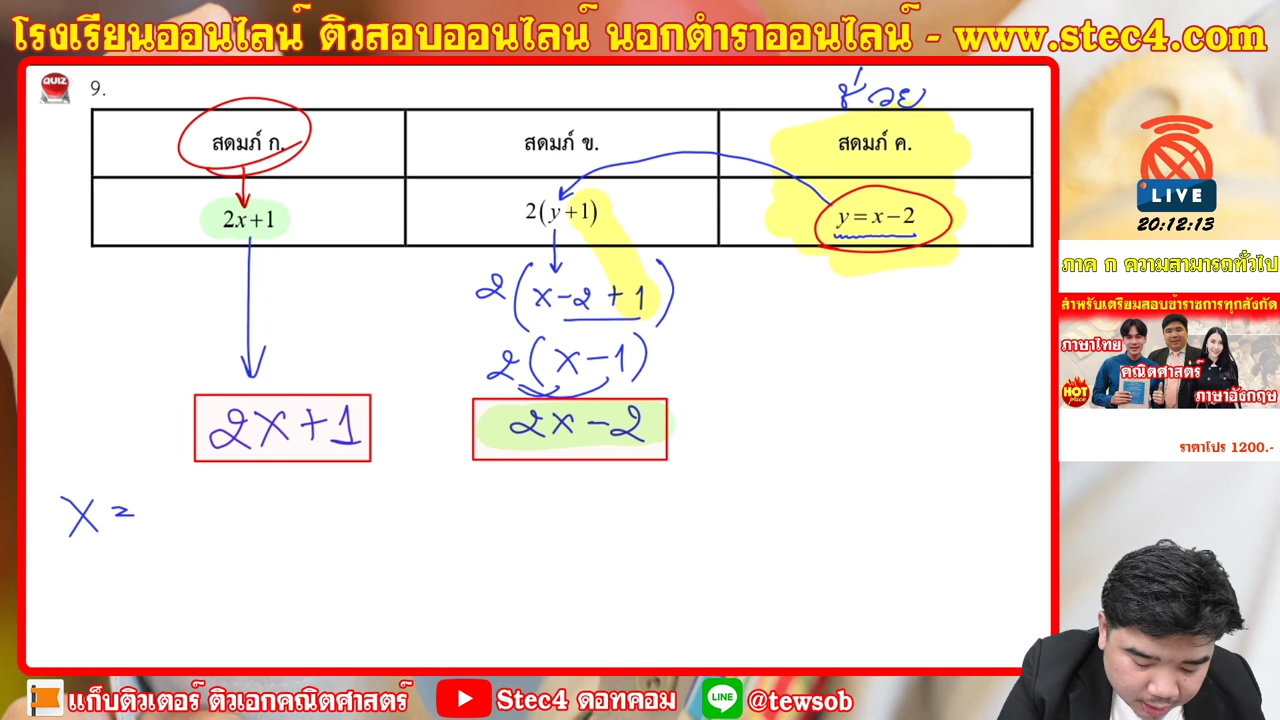 โรงเรียนออนไลน์ ติวสอบออนไลน์ นอกตำราออนไลน์ - www.stec4.com
QUIZ
9.
ช่วย
สดมภ์ ก. สดมภ์ ข. สดมภ์ ค.
2x+1 2(y+1) y=x−2
2(x−2+1)
2(x−1)
2x+1 2x−2
x=
LIVE
20:12:13
ภาค ก ความสามารถทั่วไป
สำหรับเตรียมสอบข้าราชการทุกสังกัด
ภาษาไทย
คณิตศาสตร์
HOT
price
ภาษาอังกฤษ
ราคาโปร 1200.-
แก๊บติวเตอร์ ติวเอกคณิตศาสตร์ Stec4 ดอทคอม LINE @tewsob